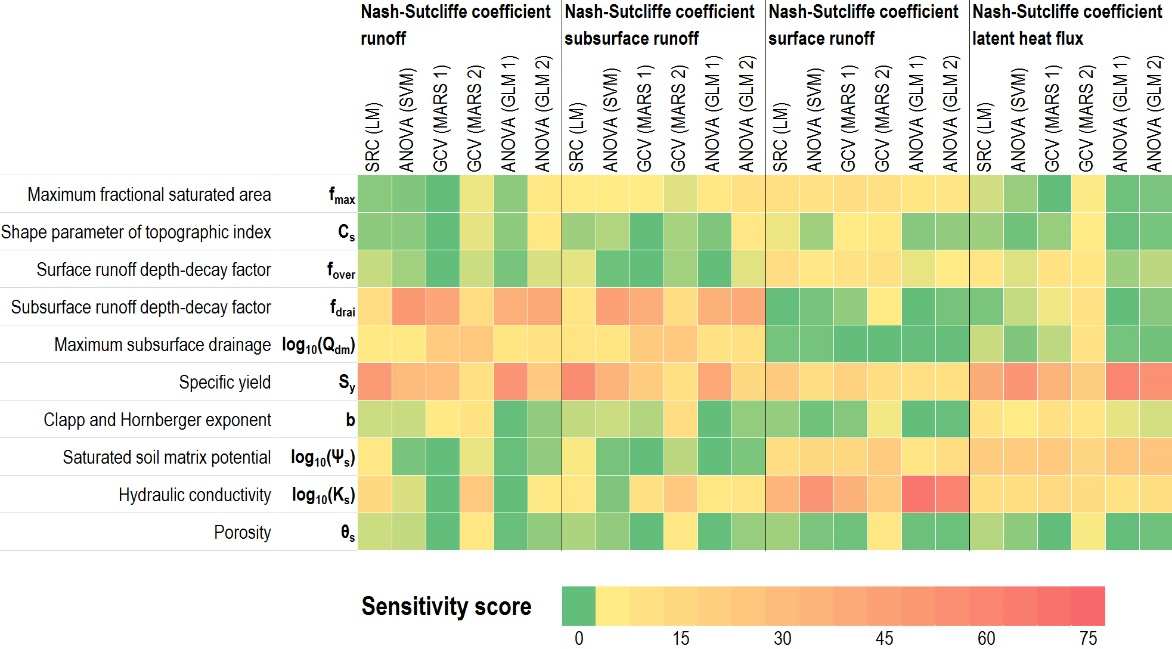 Nash-Sutcliffe coefficient runoff
Nash-Sutcliffe coefficient subsurface runoff
Nash-Sutcliffe coefficient surface runoff
Nash-Sutcliffe coefficient latent heat flux
SRC (LM)
ANOVA (SVM)
GCV (MARS 1)
GCV (MARS 2)
ANOVA (GLM 1)
ANOVA (GLM 2)
SRC (LM)
ANOVA (SVM)
GCV (MARS 1)
GCV (MARS 2)
ANOVA (GLM 1)
ANOVA (GLM 2)
SRC (LM)
ANOVA (SVM)
GCV (MARS 1)
GCV (MARS 2)
ANOVA (GLM 1)
ANOVA (GLM 2)
SRC (LM)
ANOVA (SVM)
GCV (MARS 1)
GCV (MARS 2)
ANOVA (GLM 1)
ANOVA (GLM 2)
Maximum fractional saturated area fmax
Shape parameter of topographic index Cs
Surface runoff depth-decay factor fover
Subsurface runoff depth-decay factor fdrai
Maximum subsurface drainage log10(Qdm)
Specific yield Sy
Clapp and Hornberger exponent b
Saturated soil matrix potential log10(Ψs)
Hydraulic conductivity log10(Ks)
Porosity θs
Sensitivity score
0 15 30 45 60 75